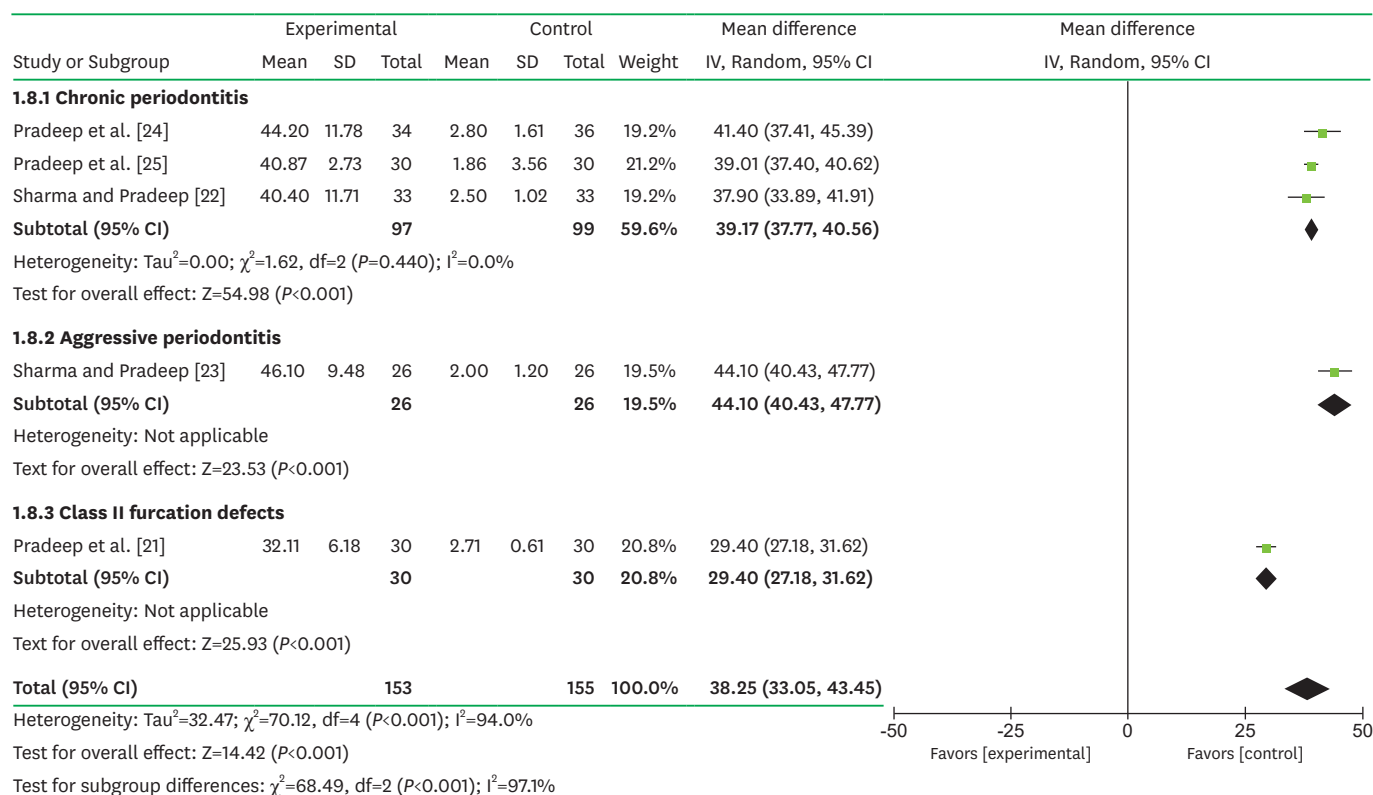 Experimental Control Mean difference Mean difference
Study or Subgroup Mean SD Total Mean SD Total Weight IV, Random, 95% CI IV, Random, 95% CI
1.8.1 Chronic periodontitis
Pradeep et al. [24] 44.20 11.78 34 2.80 1.61 36 19.2% 41.40 (37.41, 45.39)
Pradeep et al. [25] 40.87 2.73 30 1.86 3.56 30 21.2% 39.01 (37.40, 40.62)
Sharma and Pradeep [22] 40.40 11.71 33 2.50 1.02 33 19.2% 37.90 (33.89, 41.91)
Subtotal (95% CI) 97 99 59.6% 39.17 (37.77, 40.56)
Heterogeneity: Tau²=0.00; χ²=1.62, df=2 (P=0.440); I²=0.0%
Test for overall effect: Z=54.98 (P<0.001)
1.8.2 Aggressive periodontitis
Sharma and Pradeep [23] 46.10 9.48 26 2.00 1.20 26 19.5% 44.10 (40.43, 47.77)
Subtotal (95% CI) 26 26 19.5% 44.10 (40.43, 47.77)
Heterogeneity: Not applicable
Text for overall effect: Z=23.53 (P<0.001)
1.8.3 Class II furcation defects
Pradeep et al. [21] 32.11 6.18 30 2.71 0.61 30 20.8% 29.40 (27.18, 31.62)
Subtotal (95% CI) 30 30 20.8% 29.40 (27.18, 31.62)
Heterogeneity: Not applicable
Text for overall effect: Z=25.93 (P<0.001)
Total (95% CI) 153 155 100.0% 38.25 (33.05, 43.45)
Heterogeneity: Tau²=32.47; χ²=70.12, df=4 (P<0.001); I²=94.0%
-50 -25 0 25 50
Test for overall effect: Z=14.42 (P<0.001)
Favors [experimental] Favors [control]
Test for subgroup differences: χ²=68.49, df=2 (P<0.001); I²=97.1%